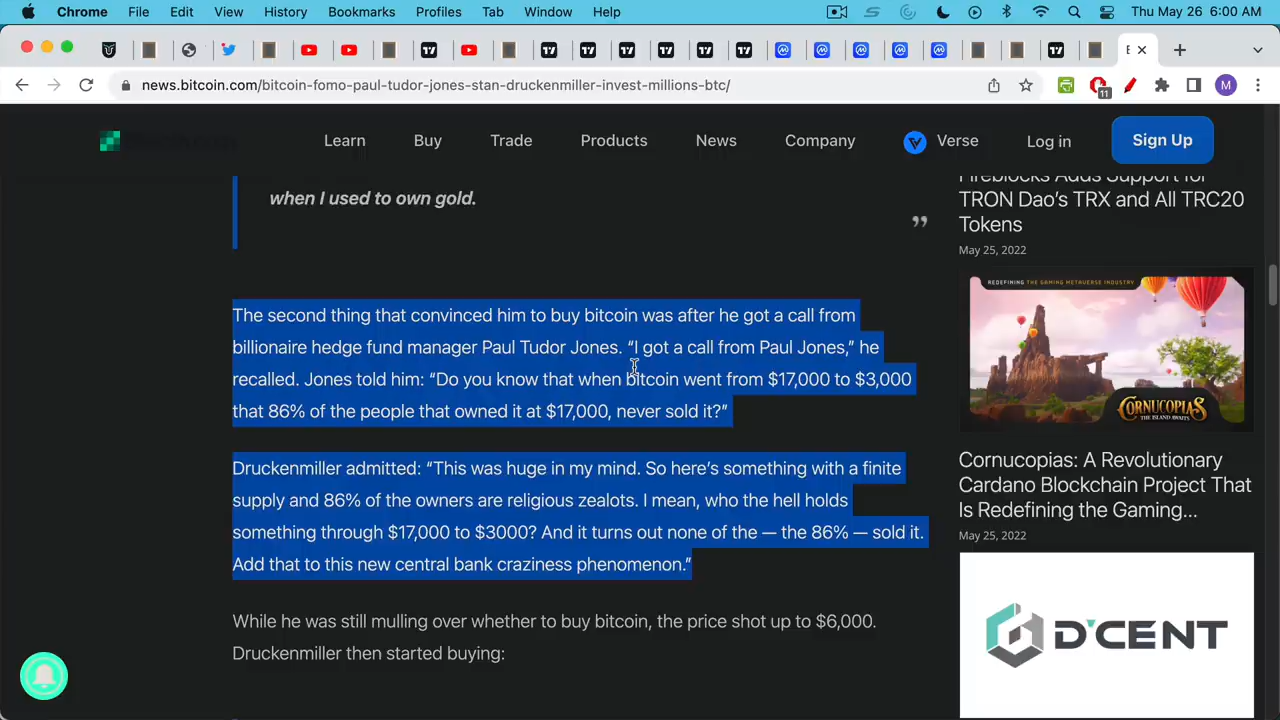 Chrome File Edit View History Bookmarks Profiles Tab Window Help Thu May 26 6:00 AM
news.bitcoin.com/bitcoin-fomo-paul-tudor-jones-stan-druckenmiller-invest-millions-btc/
11
M
Learn Buy Trade Products News Company Verse Log in Sign Up
when I used to own gold.
”
The second thing that convinced him to buy bitcoin was after he got a call from
billionaire hedge fund manager Paul Tudor Jones. “I got a call from Paul Jones,” he
recalled. Jones told him: “Do you know that when bitcoin went from $17,000 to $3,000
that 86% of the people that owned it at $17,000, never sold it?”
Druckenmiller admitted: “This was huge in my mind. So here’s something with a finite
supply and 86% of the owners are religious zealots. I mean, who the hell holds
something through $17,000 to $3000? And it turns out none of the — the 86% — sold it.
Add that to this new central bank craziness phenomenon.”
While he was still mulling over whether to buy bitcoin, the price shot up to $6,000.
Druckenmiller then started buying:
Fireblocks Adds Support for
TRON Dao’s TRX and All TRC20
Tokens
May 25, 2022
REDEFINING THE GAMING METAVERSE INDUSTRY
CORNUCOPIAS
THE ISLAND AWAITS
Cornucopias: A Revolutionary
Cardano Blockchain Project That
Is Redefining the Gaming...
May 25, 2022
D'CENT